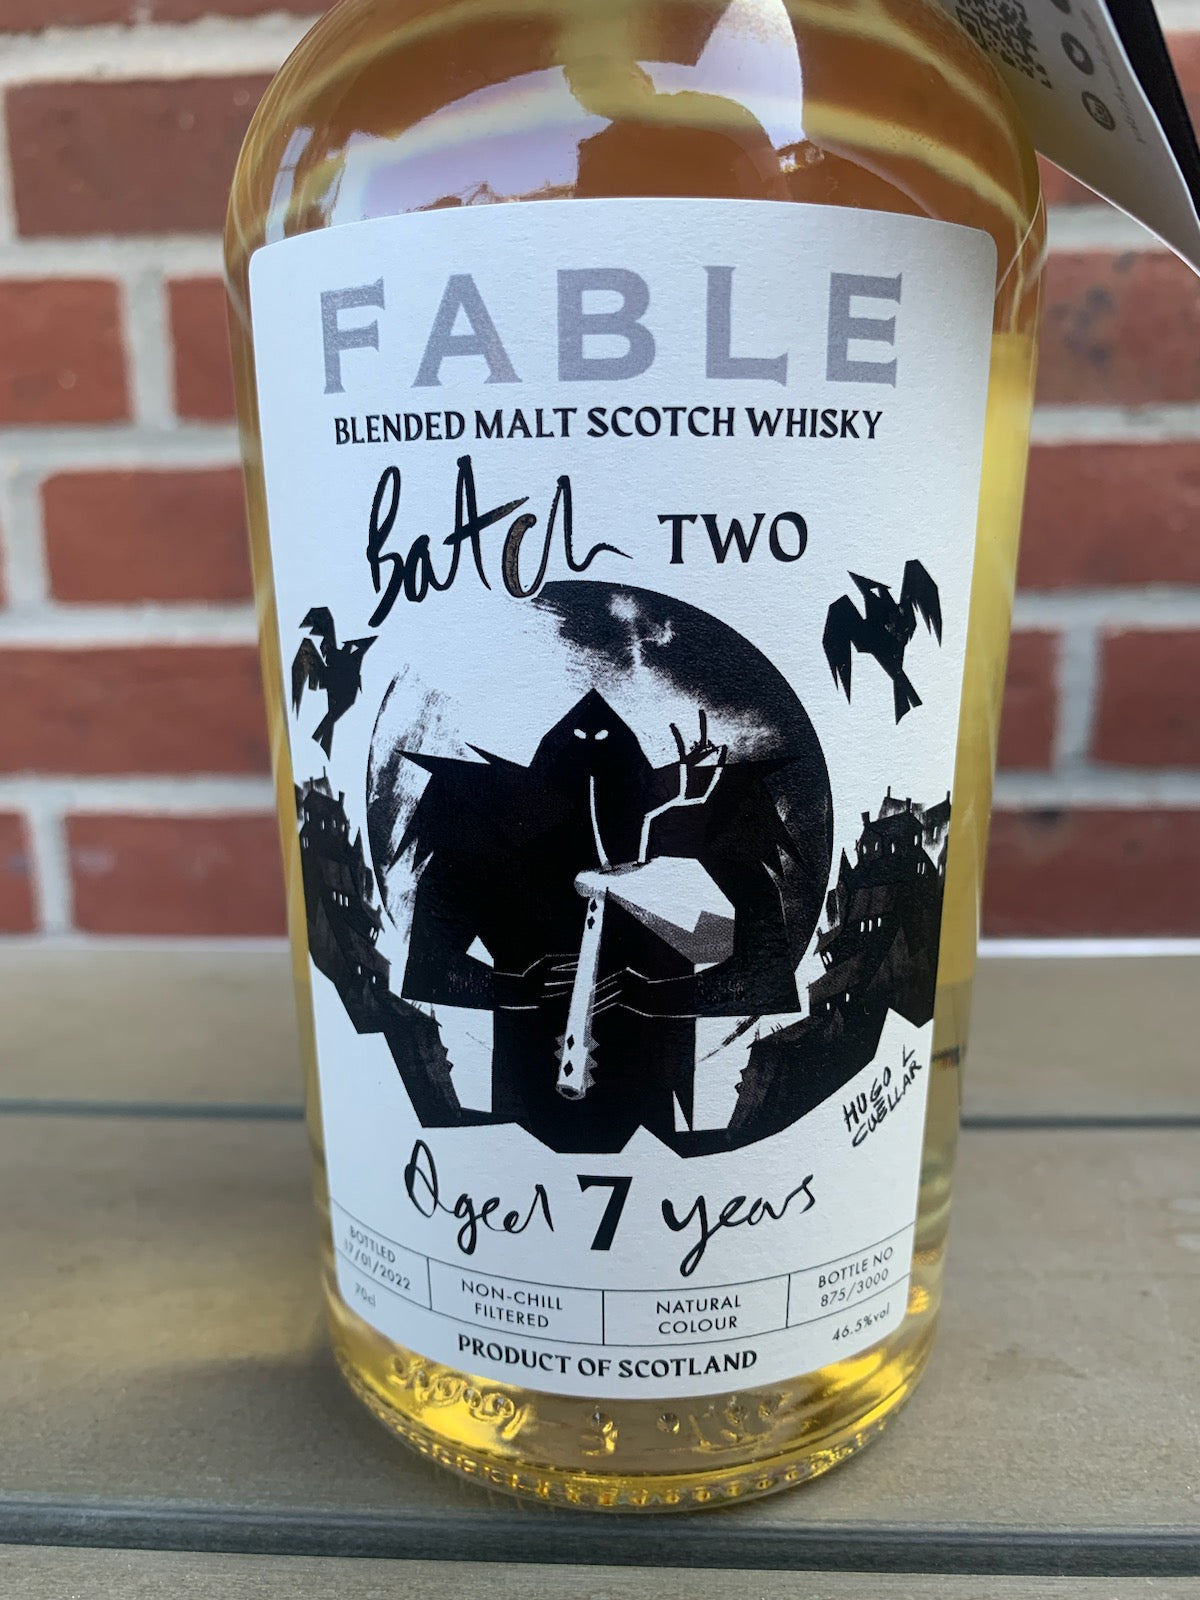 FABLE
BLENDED MALT SCOTCH WHISKY
Batch TWO
HUGO L
CUËLLAR
Aged 7 years
BOTTLED
17/01/2022
NON-CHILL
FILTERED
NATURAL
COLOUR
BOTTLE NO
875/3000
70cl
46.5%vol
PRODUCT OF SCOTLAND